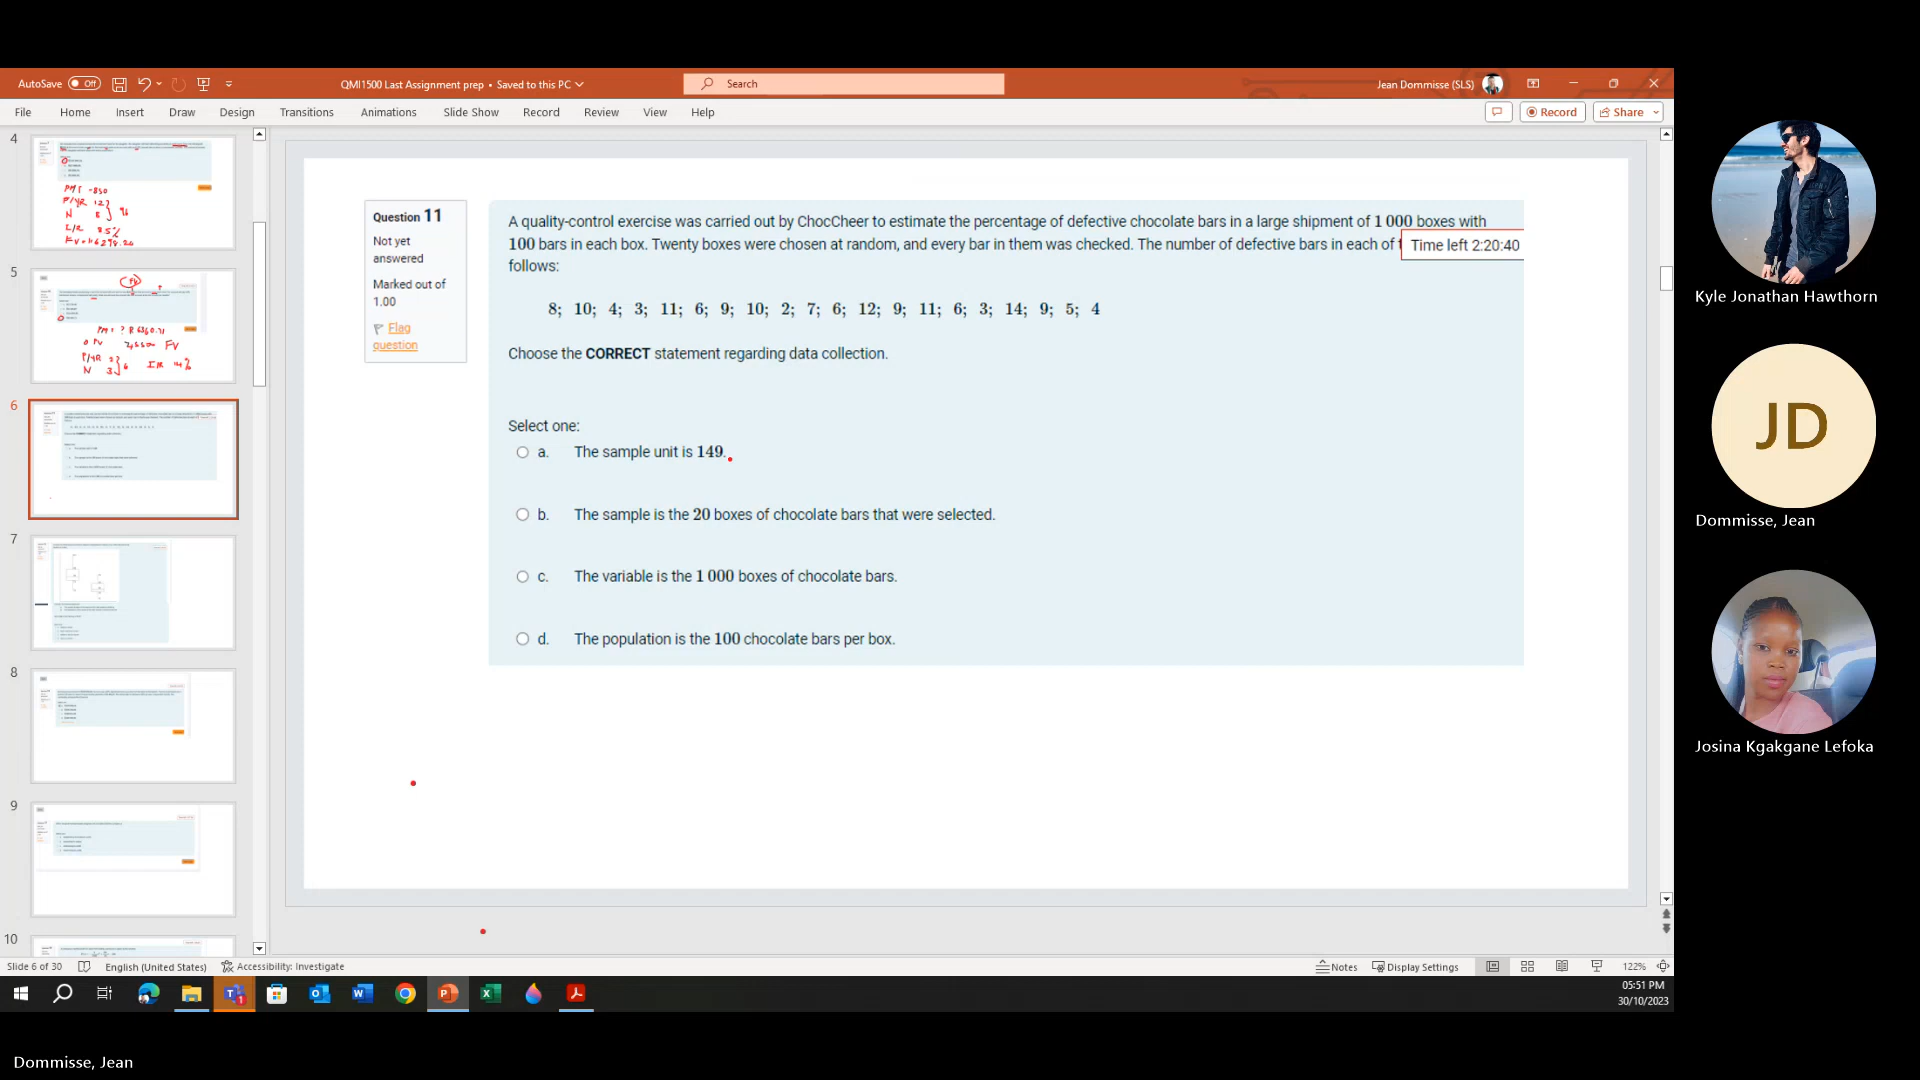 AutoSave Off
QMI1500 Last Assignment prep • Saved to this PC
Search
Jean Dommisse (SLS)
File Home Insert Draw Design Transitions Animations Slide Show Record Review View Help
Record Share
4
5
6
7
8
9
10
Question 11
Not yet
answered
Marked out of
1.00
Flag
question
A quality-control exercise was carried out by ChocCheer to estimate the percentage of defective chocolate bars in a large shipment of 1 000 boxes with
100 bars in each box. Twenty boxes were chosen at random, and every bar in them was checked. The number of defective bars in each of
Time left 2:20:40
follows:
8; 10; 4; 3; 11; 6; 9; 10; 2; 7; 6; 12; 9; 11; 6; 3; 14; 9; 5; 4
Choose the CORRECT statement regarding data collection.
Select one:
a. The sample unit is 149.
b. The sample is the 20 boxes of chocolate bars that were selected.
c. The variable is the 1 000 boxes of chocolate bars.
d. The population is the 100 chocolate bars per box.
Kyle Jonathan Hawthorn
JD
Dommisse, Jean
Josina Kgakgane Lefoka
Slide 6 of 30 English (United States) Accessibility: Investigate
Notes Display Settings 122%
05:51 PM
30/10/2023
Dommisse, Jean